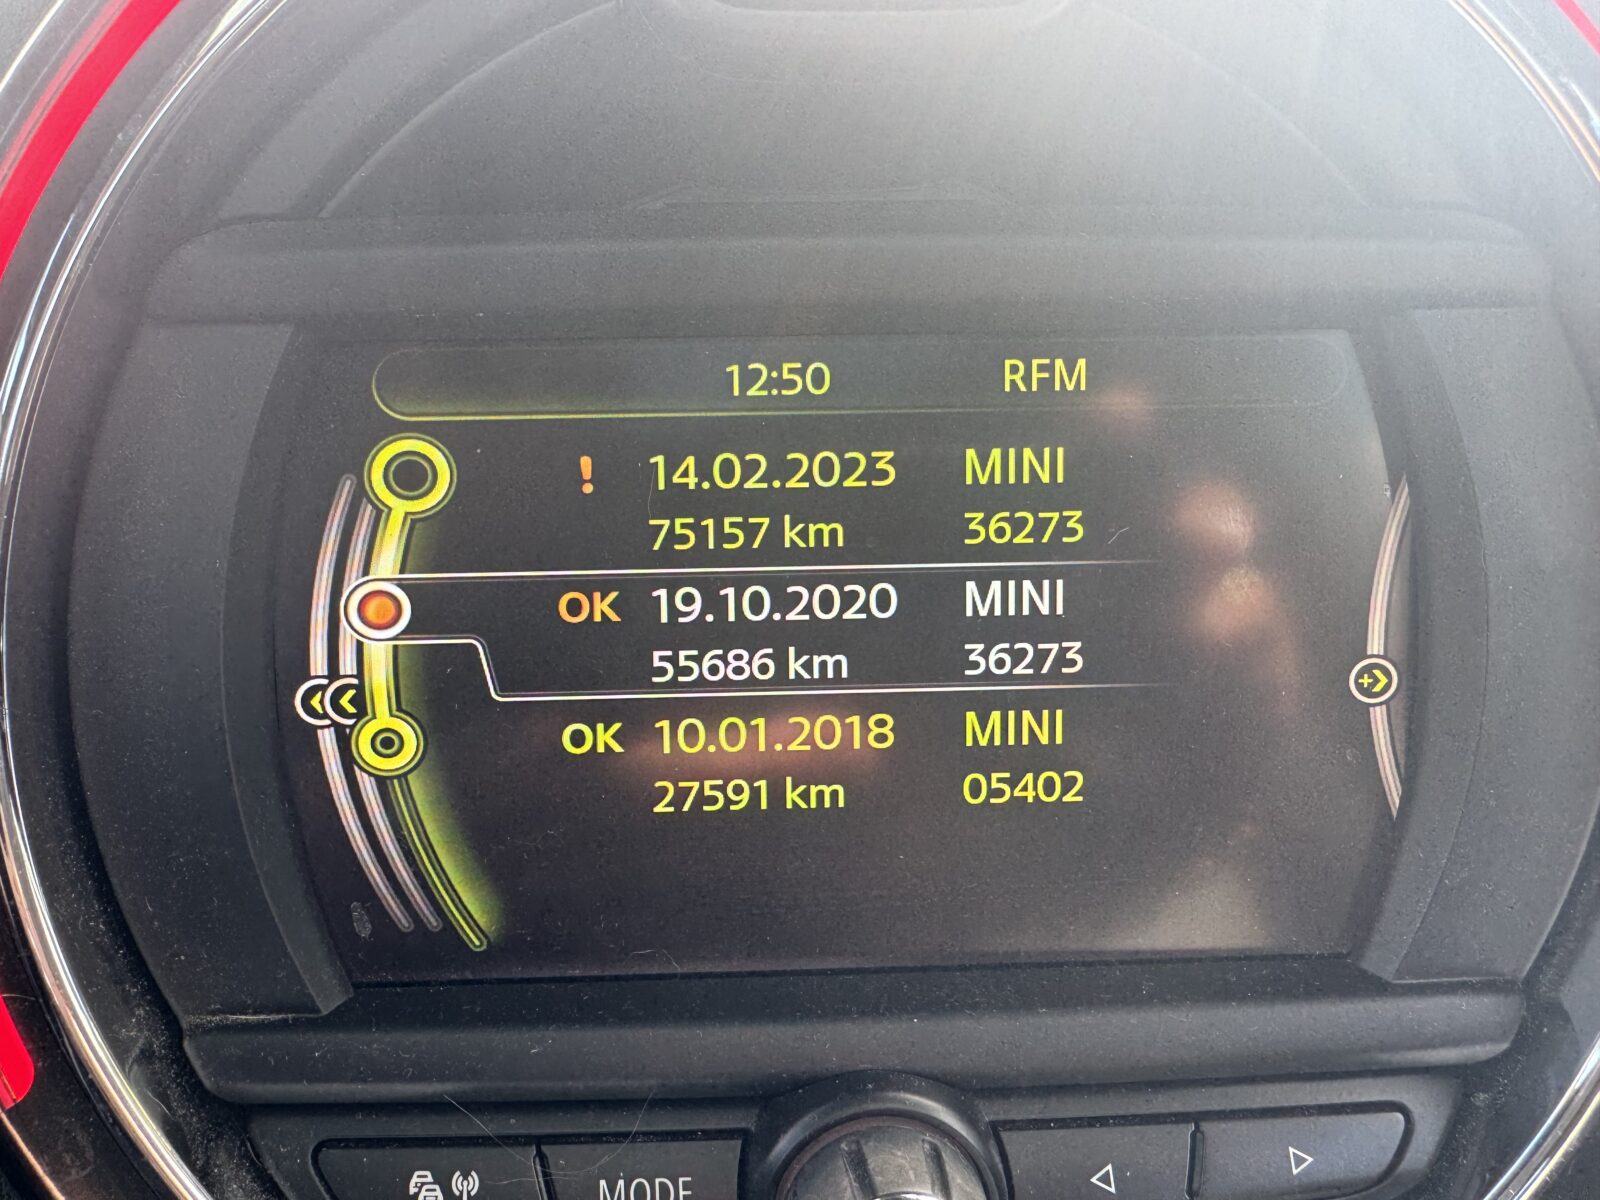 12:50 RFM
! 14.02.2023 MINI
75157 km 36273
OK 19.10.2020 MINI
55686 km 36273
OK 10.01.2018 MINI
27591 km 05402
MODE